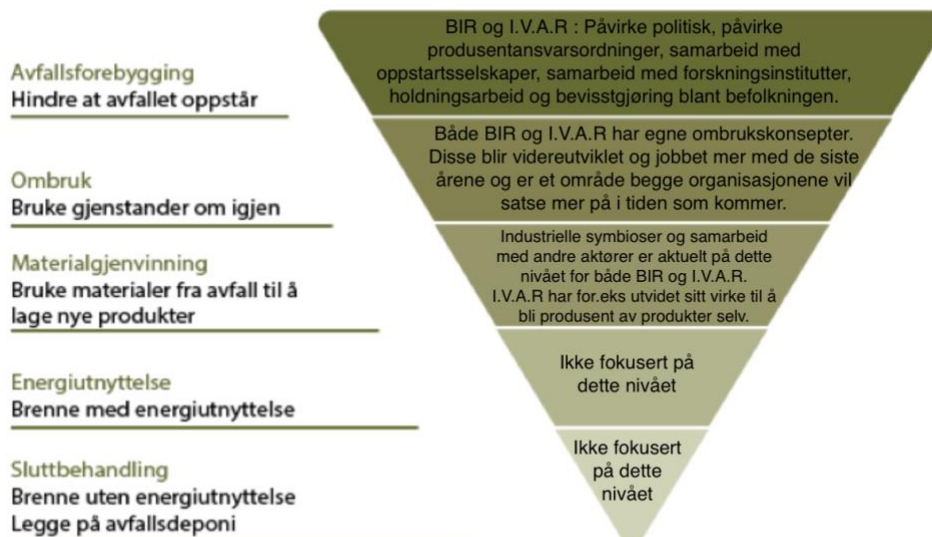 Avfallsforebygging
Hindre at avfallet oppstår
BIR og I.V.A.R : Påvirke politisk, påvirke
produsentansvarsordninger, samarbeid med
oppstartsselskaper, samarbeid med forskningsinstitutter,
holdningsarbeid og bevisstgjøring blant befolkningen.
Ombruk
Bruke gjenstander om igjen
Både BIR og I.V.A.R har egne ombrukskonsepter.
Disse blir videreutviklet og jobbet mer med de siste
årene og er et område begge organisasjonene vil
satse mer på i tiden som kommer.
Materialgjenvinning
Bruke materialer fra avfall til å
lage nye produkter
Industrielle symbioser og samarbeid
med andre aktører er aktuelt på dette
nivået for både BIR og I.V.A.R.
I.V.A.R har for.eks utvidet sitt virke til å
bli produsent av produkter selv.
Energiutnyttelse
Brenne med energiutnyttelse
Ikke fokusert på
dette nivået
Sluttbehandling
Brenne uten energiutnyttelse
Legge på avfallsdeponi
Ikke fokusert
på dette
nivået